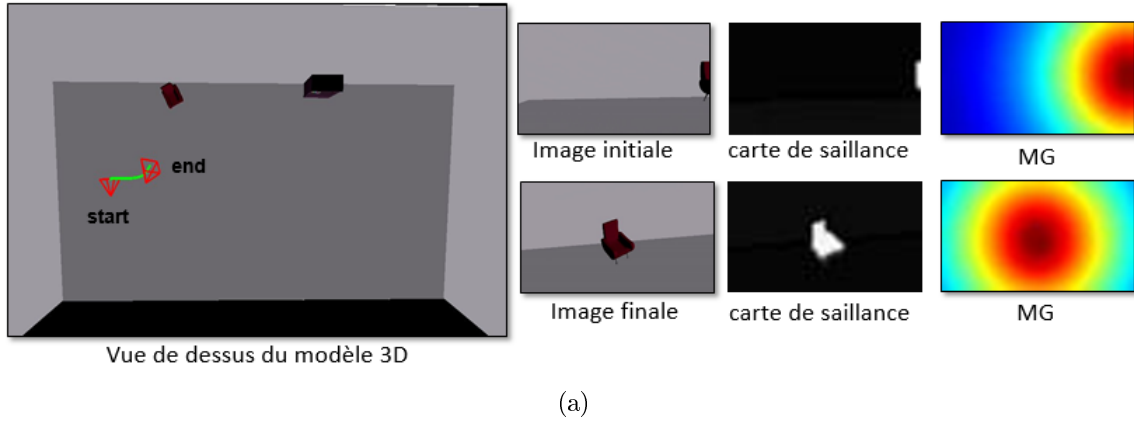 end
start
Vue de dessus du modèle 3D
Image initiale
carte de saillance
MG
Image finale
carte de saillance
MG
(a)